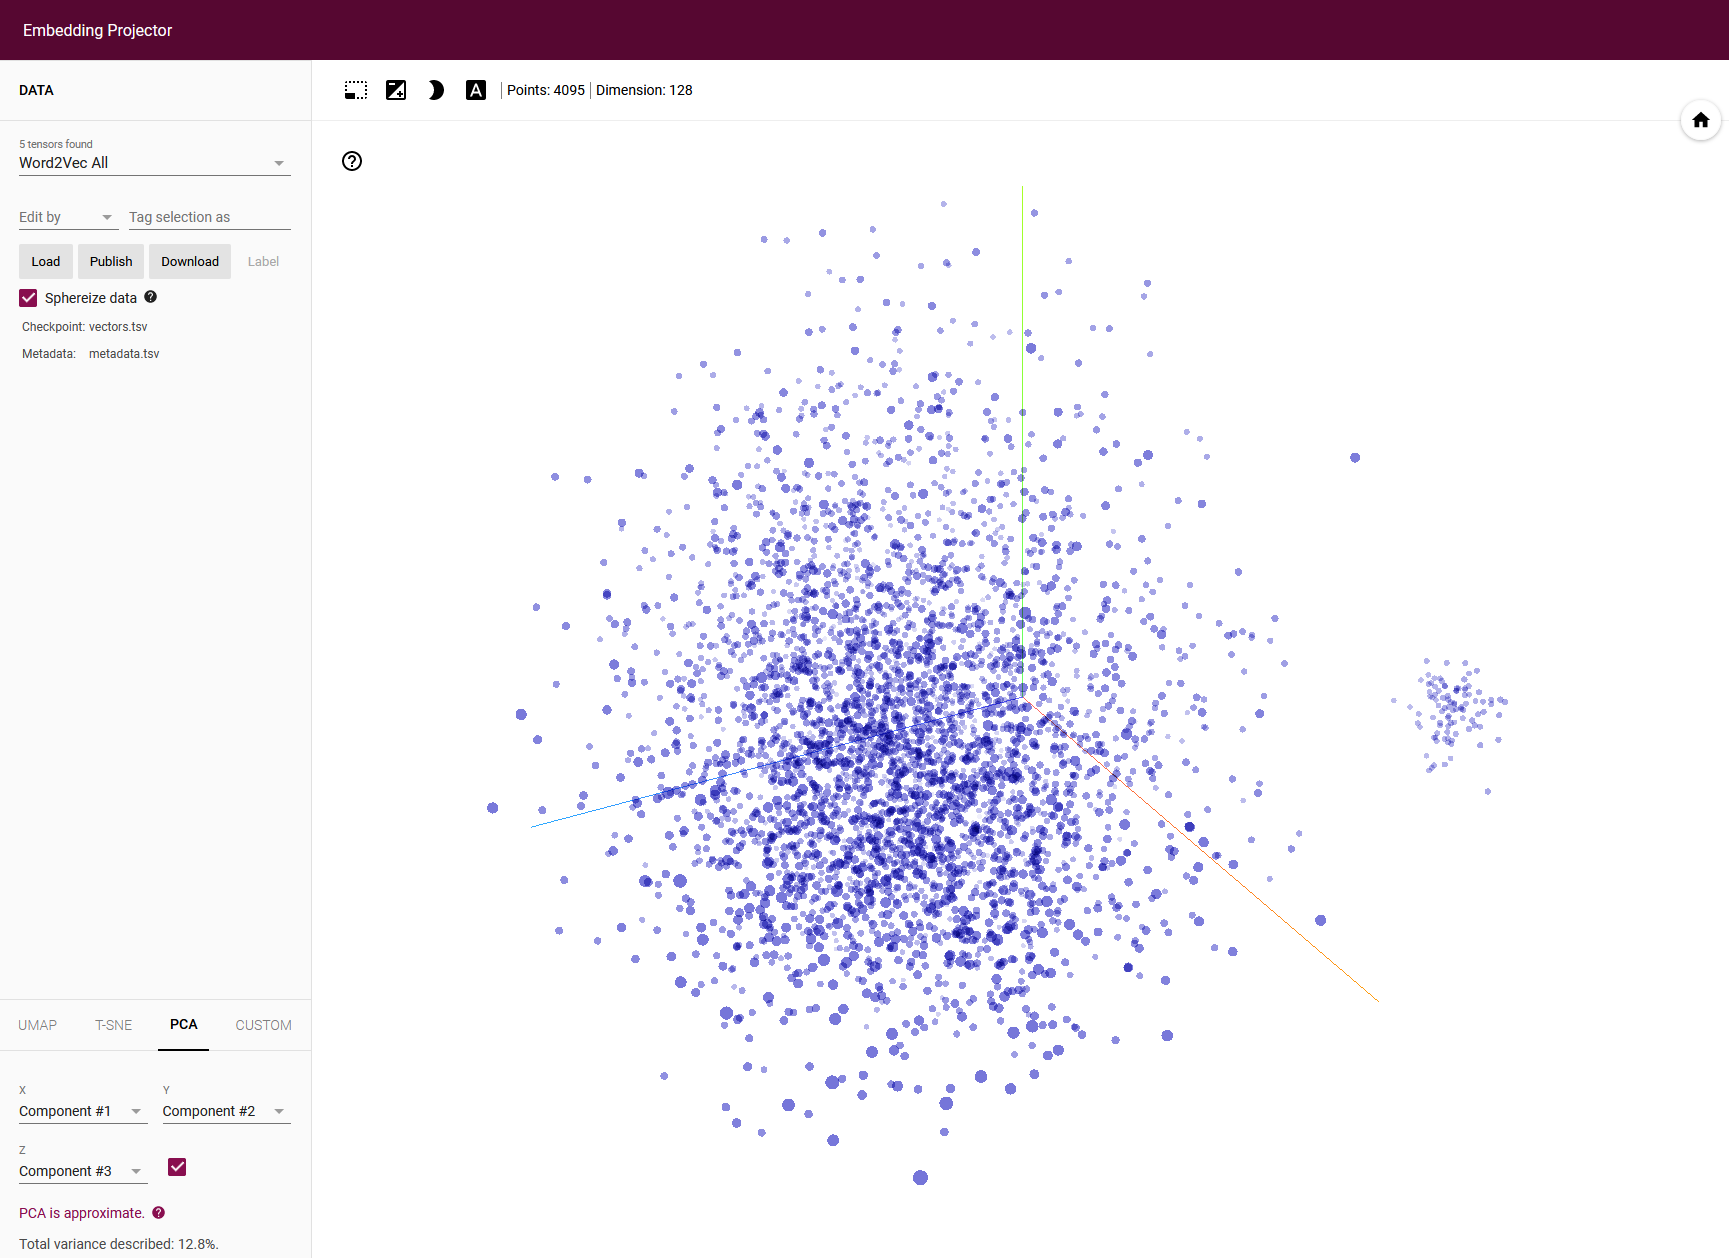 Embedding Projector
DATA
Points: 4095 | Dimension: 128
5 tensors found
Word2Vec All
Edit by Tag selection as
Load Publish Download Label
Sphereize data
Checkpoint: vectors.tsv
Metadata: metadata.tsv
UMAP T-SNE PCA CUSTOM
X Y
Component #1 Component #2
Z
Component #3
PCA is approximate.
Total variance described: 12.8%.